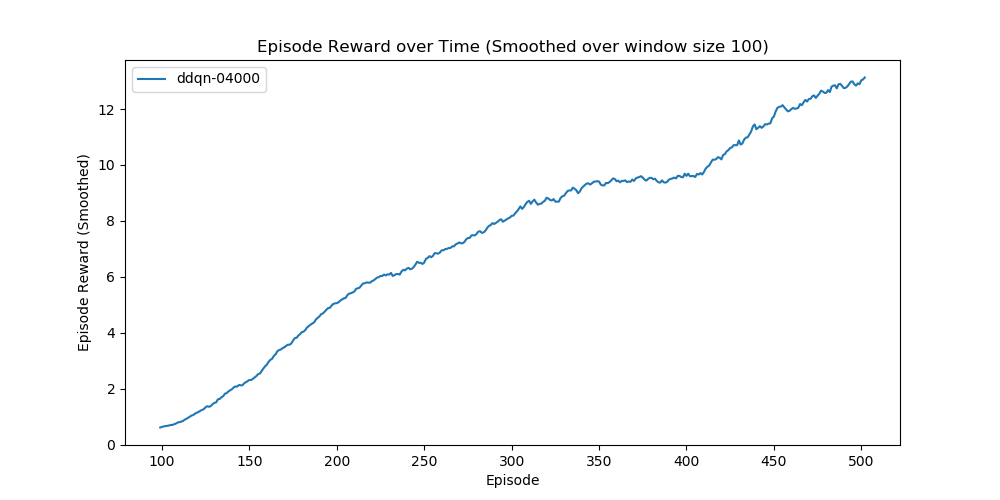 Episode Reward over Time (Smoothed over window size 100)
ddqn-04000
Episode Reward (Smoothed)
12
10
8
6
4
2
0
100 150 200 250 300 350 400 450 500
Episode